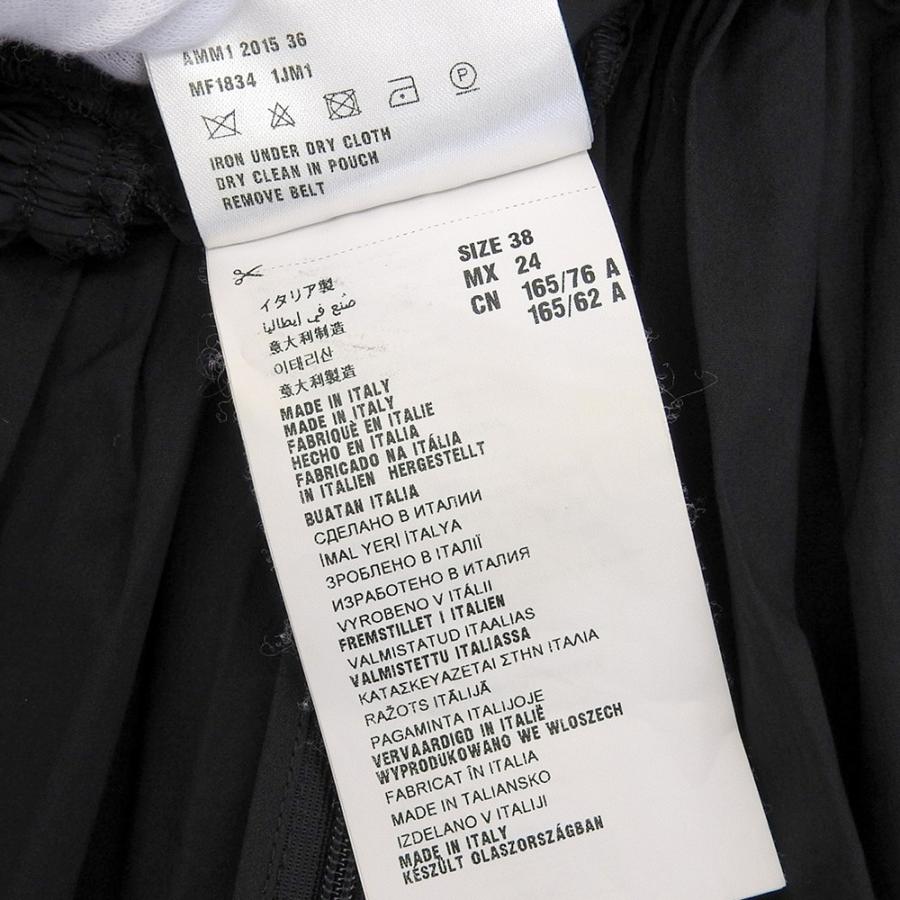 AMM1 2015 36
MF1834 1JM1
P
IRON UNDER DRY CLOTH
DRY CLEAN IN POUCH
REMOVE BELT
SIZE 38
MX 24
CN 165/76 A
165/62 A
イタリア製
صُنع في إيطاليا
意大利制造
이태리산
意大利製造
MADE IN ITALY
MADE IN ITALY
FABRIQUÈ EN ITALIE
HECHO EN ITALIA
FABRICADO NA ITÁLIA
IN ITALIEN HERGESTELLT
BUATAN ITALIA
СДЕЛАНО В ИТАЛИИ
İMAL YERİ İTALYA
ЗРОБЛЕНО В ІТАЛІЇ
ИЗРАБОТЕНО В ИТАЛИЯ
VYROBENO V ITÁLII
FREMSTILLET I ITALIEN
VALMISTATUD ITAALIAS
VALMISTETTU ITALIASSA
ΚΑΤΑΣΚΕΥΑΖΕΤΑΙ ΣΤΗΝ ΙΤΑΛΙΑ
RAŽOTS ITĀLIJĀ
PAGAMINTA ITALIJOJE
VERVAARDIGD IN ITALIË
WYPRODUKOWANO WE WŁOSZECH
FABRICAT ÎN ITALIA
MADE IN TALIANSKO
IZDELANO V ITALIJI
MADE IN ITALY
KÉSZÜLT OLASZORSZÁGBAN